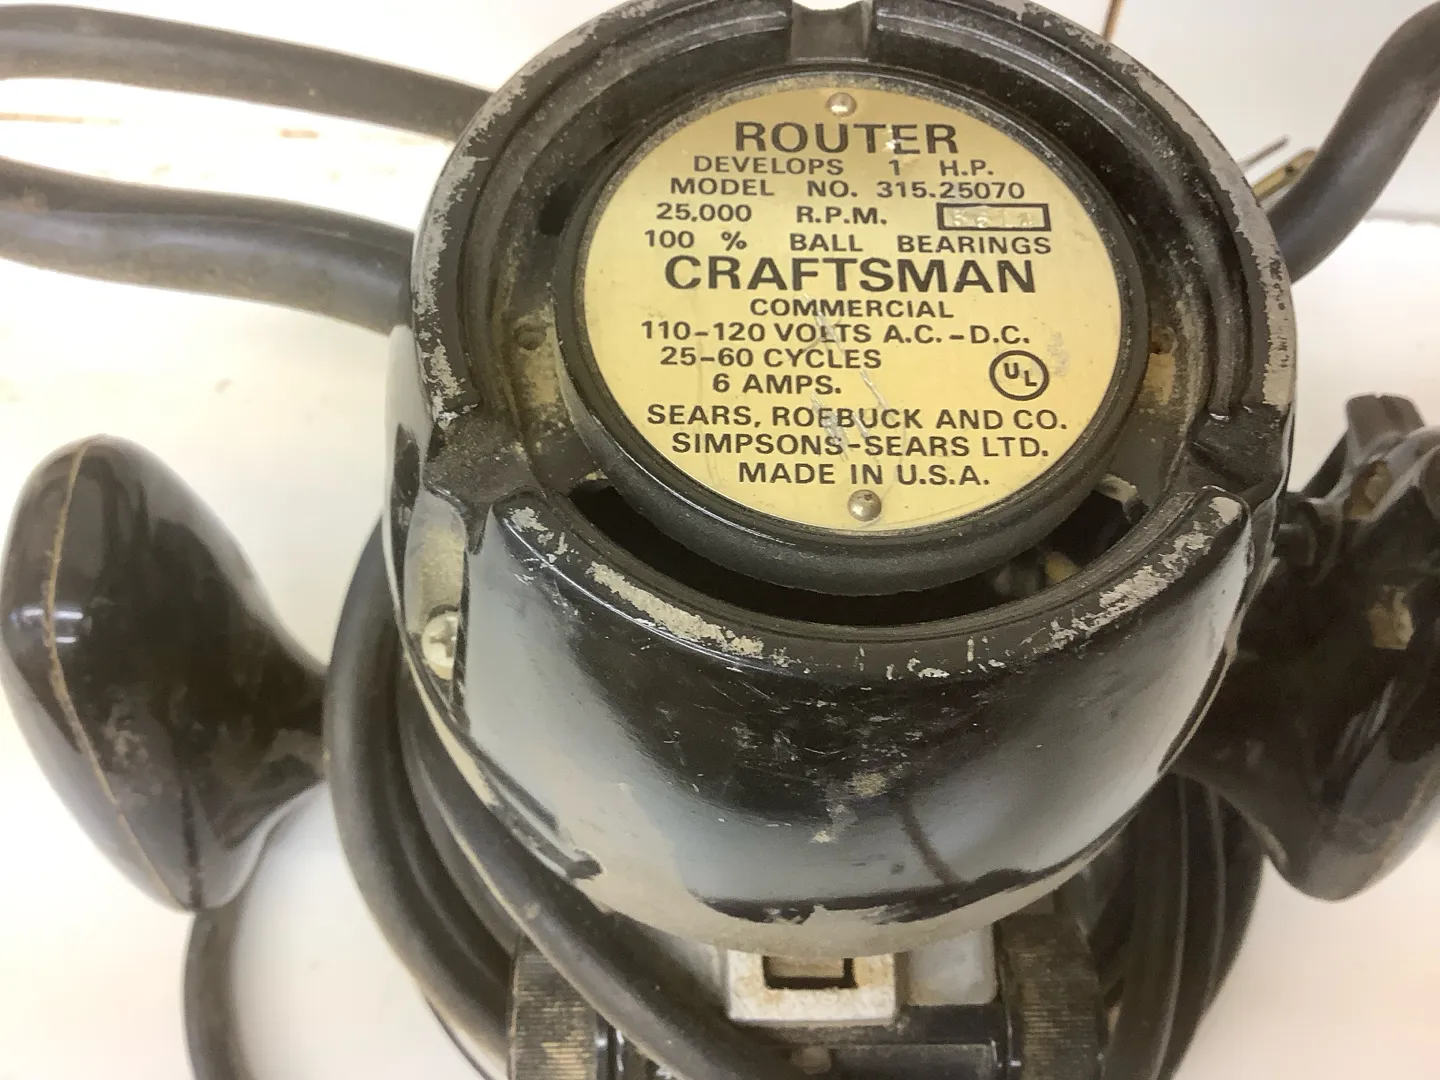 ROUTER
DEVELOPS 1 H.P.
MODEL NO. 315.25070
25,000 R.P.M.
100 % BALL BEARINGS
CRAFTSMAN
COMMERCIAL
110-120 VOLTS A.C.-D.C.
25-60 CYCLES
6 AMPS.
UL
SEARS, ROEBUCK AND CO.
SIMPSONS-SEARS LTD.
MADE IN U.S.A.